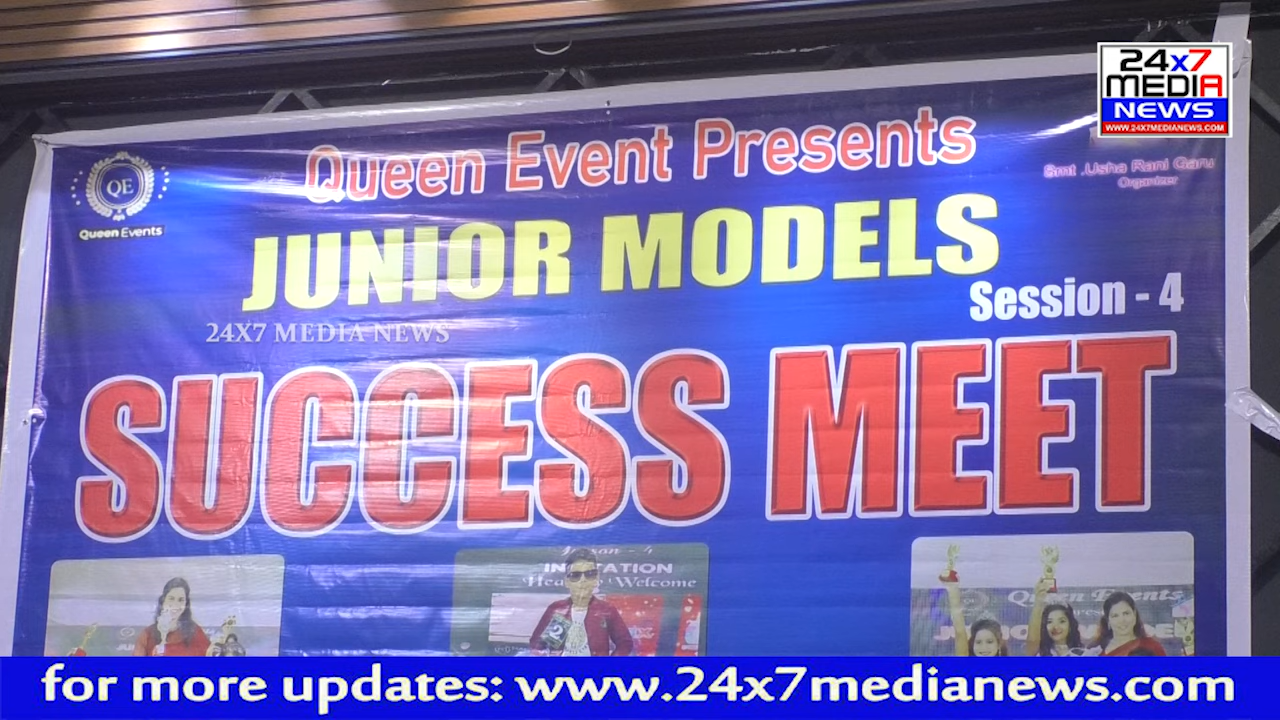 24x7
MEDIA
NEWS
WWW.24X7MEDIANEWS.COM
Queen Event Presents
QE
Queen Events
Smt .Usha Rani Garu
Organizer
JUNIOR MODELS
Session - 4
24X7 MEDIA NEWS
SUCCESS MEET
INVITATION
Welcome
Queen Events
for more updates: www.24x7medianews.com